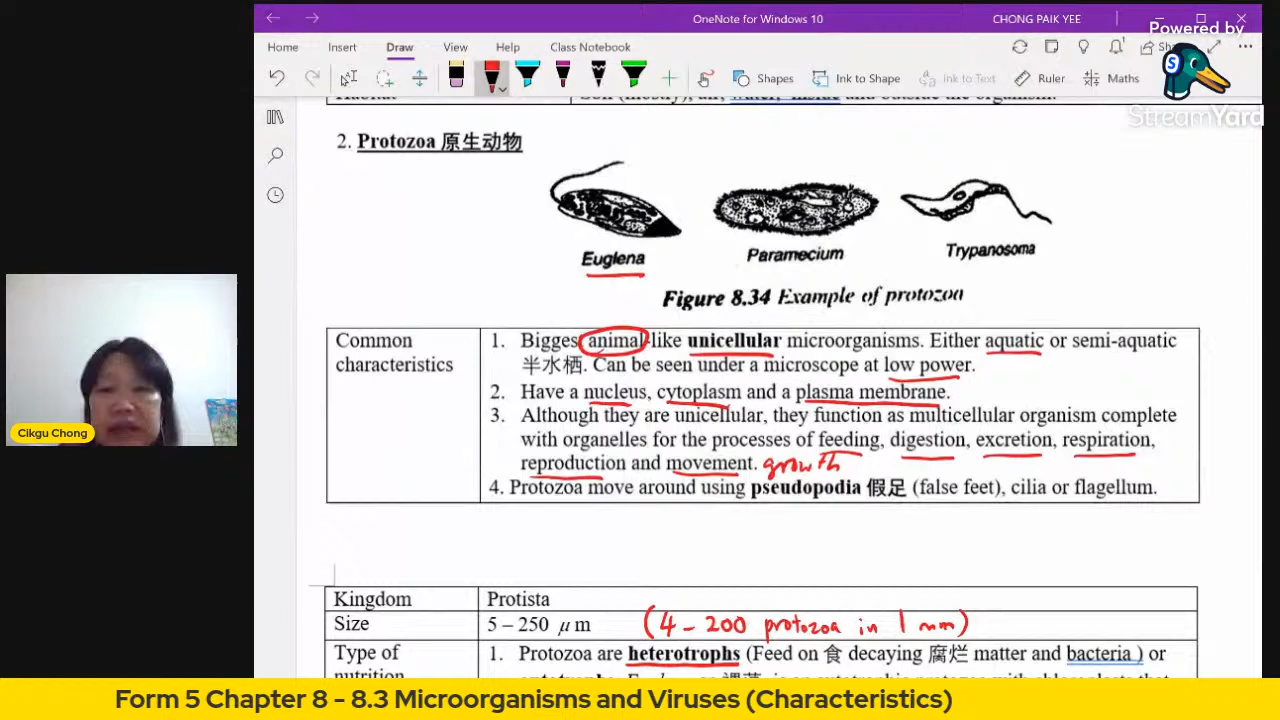 OneNote for Windows 10
CHONG PAIK YEE
Powered by
StreamYard
Home Insert Draw View Help Class Notebook
Shapes Ink to Shape Ink to Text Ruler Maths
2. Protozoa 原生动物
Euglena
Paramecium
Trypanosoma
Figure 8.34 Example of protozoa
Common characteristics
1. Bigges animal-like unicellular microorganisms. Either aquatic or semi-aquatic
半水栖. Can be seen under a microscope at low power.
2. Have a nucleus, cytoplasm and a plasma membrane.
3. Although they are unicellular, they function as multicellular organism complete
with organelles for the processes of feeding, digestion, excretion, respiration,
reproduction and movement. growth
4. Protozoa move around using pseudopodia 假足 (false feet), cilia or flagellum.
Kingdom Protista
Size 5 – 250 μm (4 - 200 protozoa in 1 mm)
Type of
1. Protozoa are heterotrophs (Feed on 食 decaying 腐烂 matter and bacteria ) or
Cikgu Chong
Form 5 Chapter 8 - 8.3 Microorganisms and Viruses (Characteristics)